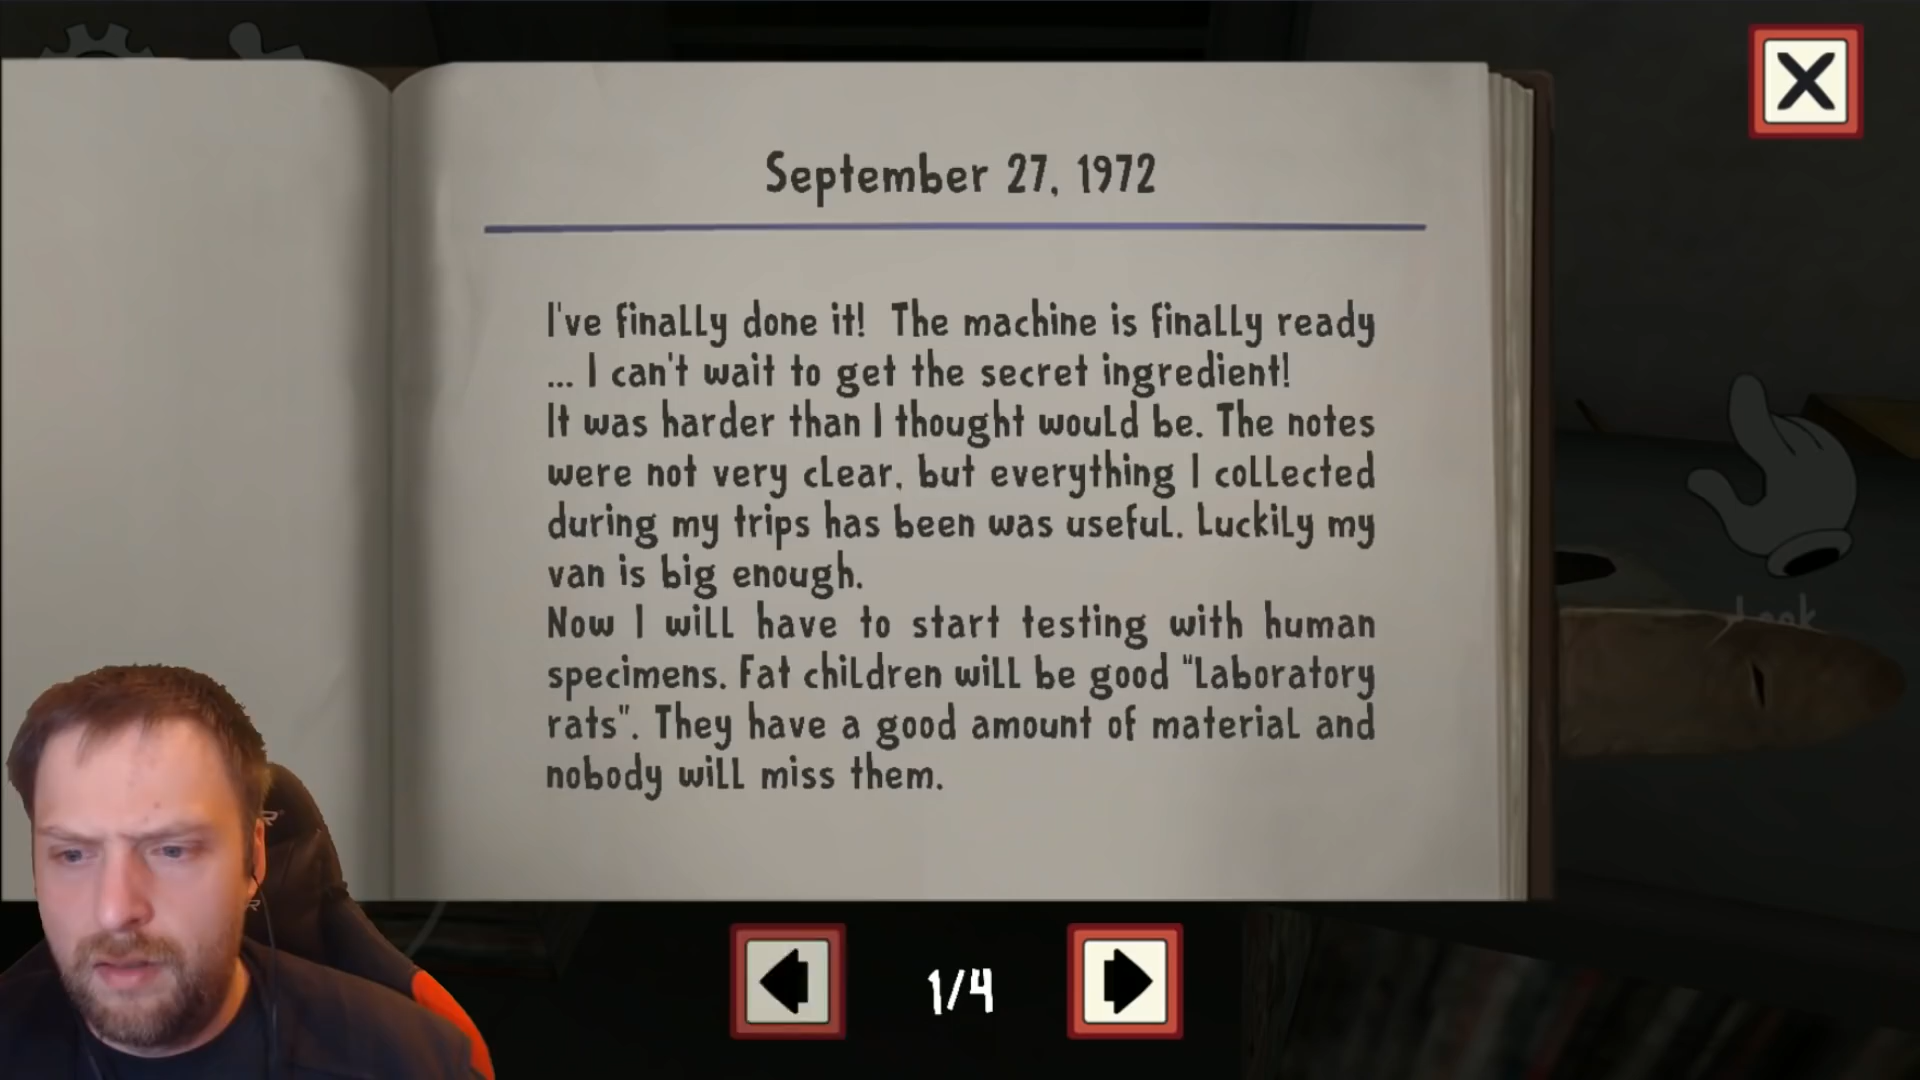 September 27, 1972
I've finally done it! The machine is finally ready
... I can't wait to get the secret ingredient!
It was harder than I thought would be. The notes
were not very clear, but everything I collected
during my trips has been was useful. Luckily my
van is big enough.
Now I will have to start testing with human
specimens. Fat children will be good "laboratory
rats". They have a good amount of material and
nobody will miss them.
Look
1/4